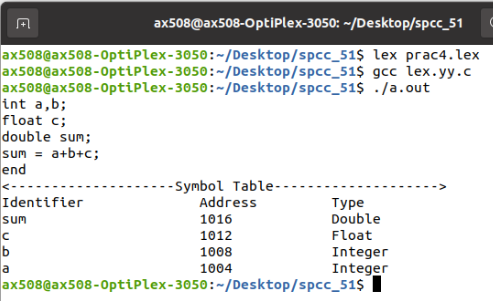 ax508@ax508-OptiPlex-3050: ~/Desktop/spcc_51
ax508@ax508-OptiPlex-3050:~/Desktop/spcc_51$ lex prac4.lex
ax508@ax508-OptiPlex-3050:~/Desktop/spcc_51$ gcc lex.yy.c
ax508@ax508-OptiPlex-3050:~/Desktop/spcc_51$ ./a.out
int a,b;
float c;
double sum;
sum = a+b+c;
end
<--------------------Symbol Table-------------------->
Identifier Address Type
sum 1016 Double
c 1012 Float
b 1008 Integer
a 1004 Integer
ax508@ax508-OptiPlex-3050:~/Desktop/spcc_51$